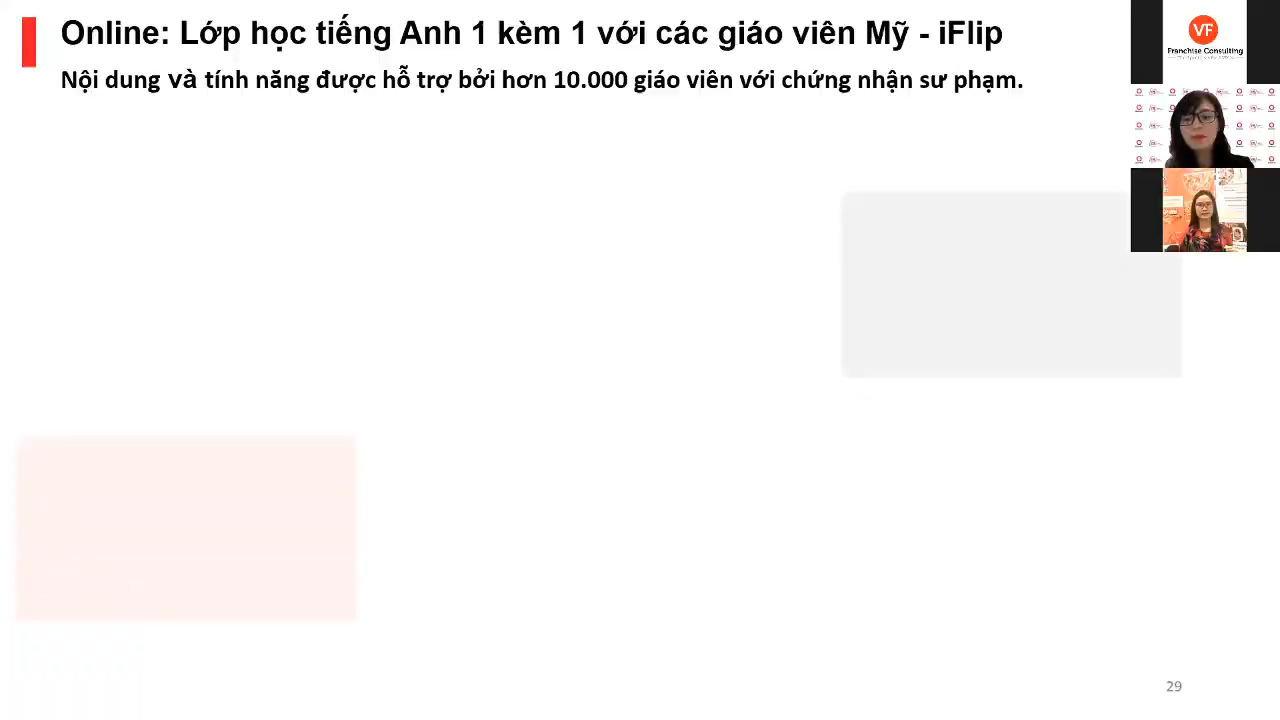 Online: Lớp học tiếng Anh 1 kèm 1 với các giáo viên Mỹ - iFlip
Nội dung và tính năng được hỗ trợ bởi hơn 10.000 giáo viên với chứng nhận sư phạm.
VF
Franchise Consulting
29